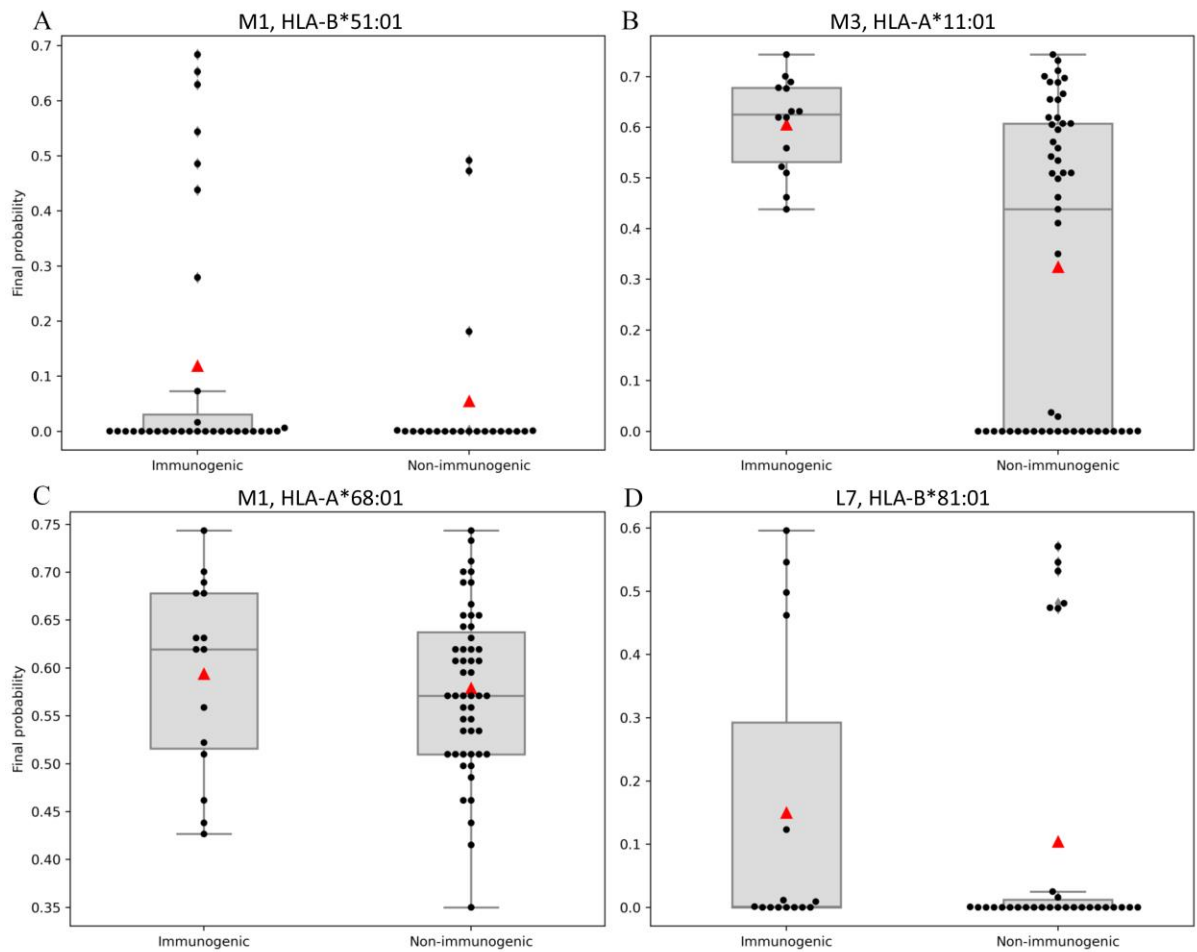 A
M1, HLA-B*51:01
Final probability
0.7
0.6
0.5
0.4
0.3
0.2
0.1
0.0
Immunogenic
Non-immunogenic
B
M3, HLA-A*11:01
0.7
0.6
0.5
0.4
0.3
0.2
0.1
0.0
Immunogenic
Non-immunogenic
C
M1, HLA-A*68:01
Final probability
0.75
0.70
0.65
0.60
0.55
0.50
0.45
0.40
0.35
Immunogenic
Non-immunogenic
D
L7, HLA-B*81:01
0.6
0.5
0.4
0.3
0.2
0.1
0.0
Immunogenic
Non-immunogenic